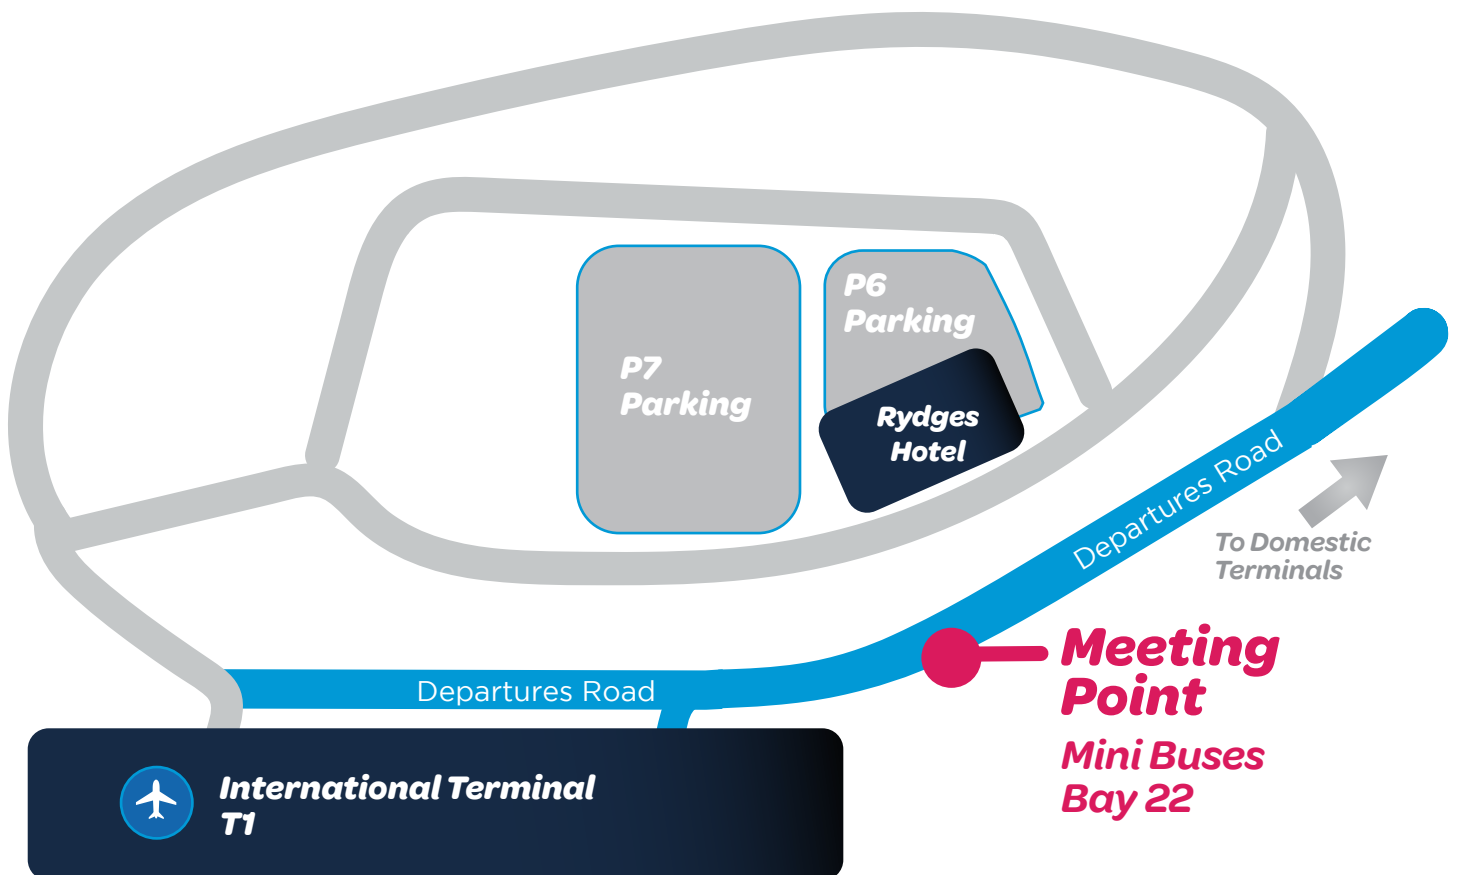 P6
Parking
P7
Parking
Rydges
Hotel
Departures Road
To Domestic
Terminals
Meeting
Point
Mini Buses
Bay 22
Departures Road
International Terminal
T1